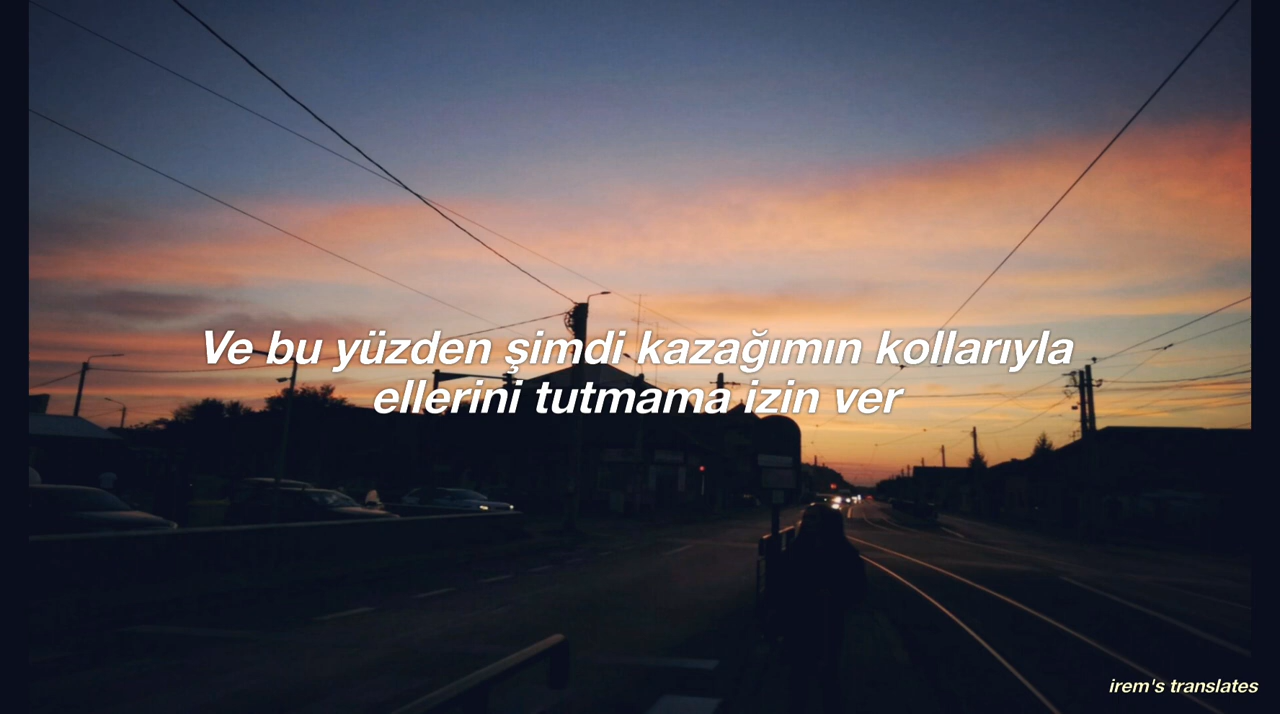 Ve bu yüzden şimdi kazağımın kollarıyla
ellerini tutmama izin ver
irem's translates